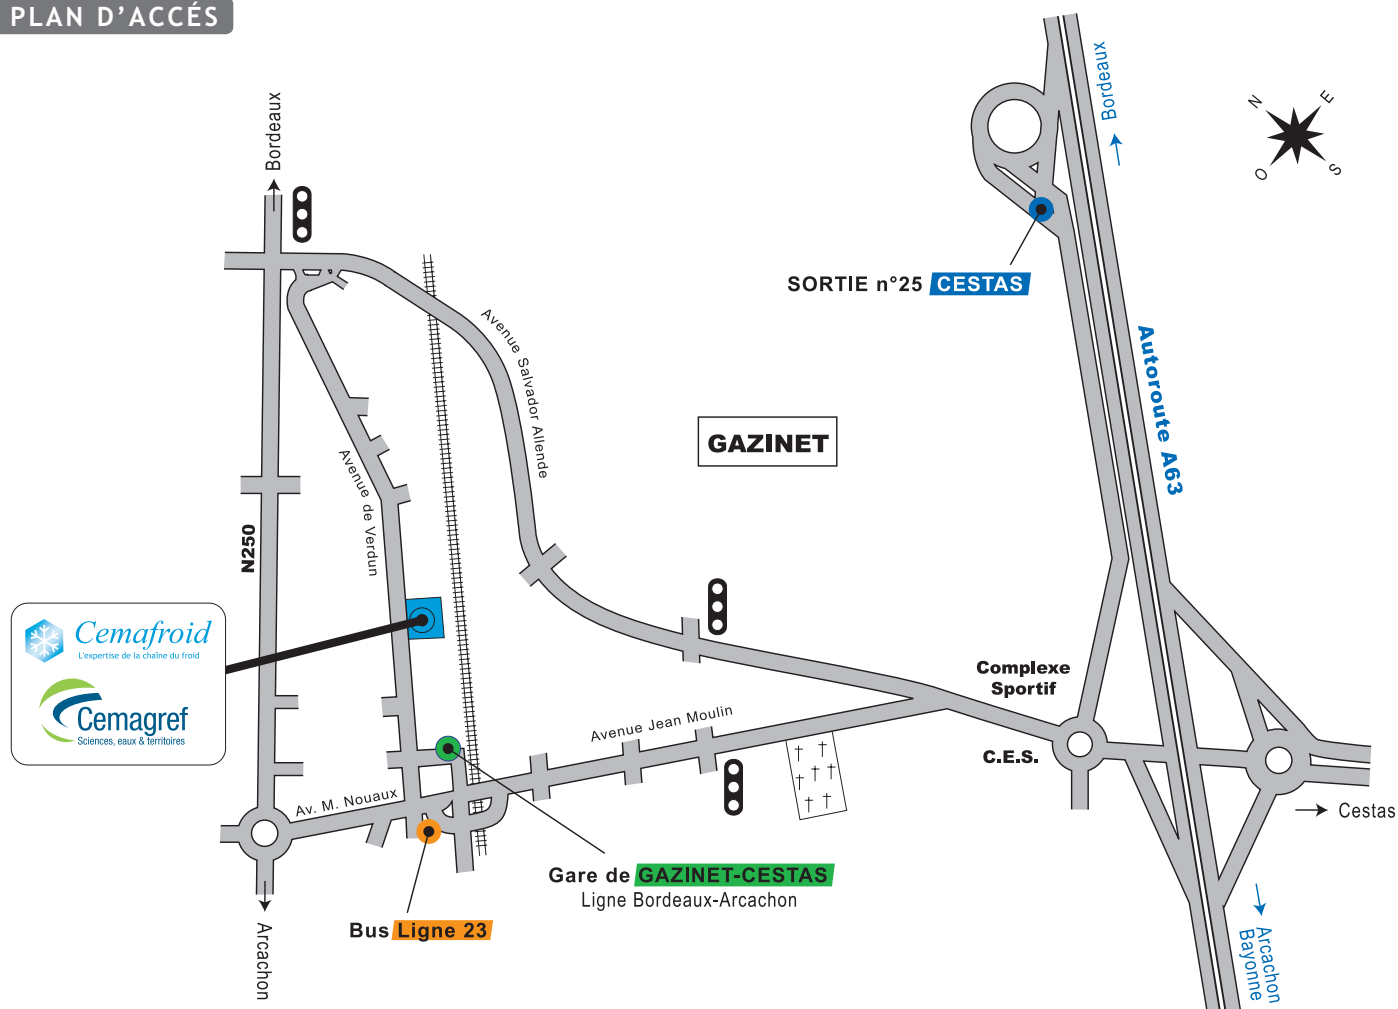 PLAN D'ACCÉS
Bordeaux
Bordeaux
N
E
O
S
SORTIE n°25 CESTAS
Avenue Salvador Allende
Autoroute A63
GAZINET
Avenue de Verdun
N250
Cemafroid
L'expertise de la chaîne du froid
Cemagref
Sciences, eaux & territoires
Complexe
Sportif
Avenue Jean Moulin
C.E.S.
Av. M. Nouaux
Cestas
Gare de GAZINET-CESTAS
Ligne Bordeaux-Arcachon
Bus Ligne 23
Arcachon
Arcachon
Bayonne